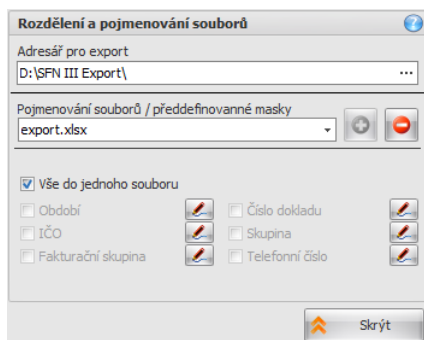 Rozdělení a pojmenování souborů
Adresář pro export
D:\SFN III Export\
...
Pojmenování souborů / předdefinovanné masky
export.xlsx
Vše do jednoho souboru
Období
Číslo dokladu
IČO
Skupina
Fakturační skupina
Telefonní číslo
Skrýt